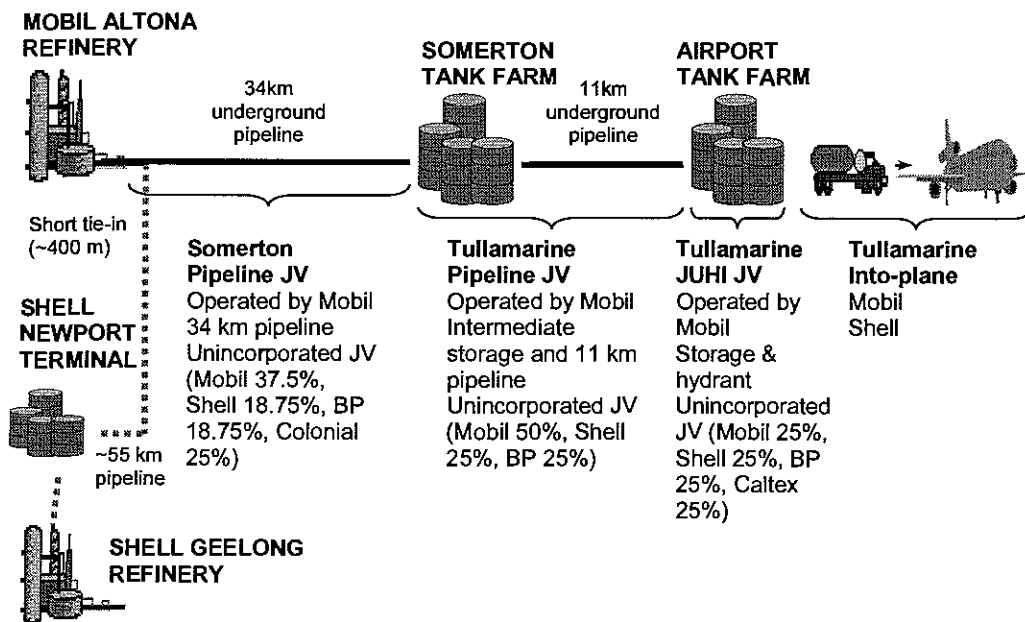 MOBIL ALTONA
REFINERY
34km
underground
pipeline
SOMERTON
TANK FARM
11km
underground
pipeline
AIRPORT
TANK FARM
Short tie-in
(~400 m)
SHELL
NEWPORT
TERMINAL
~55 km
pipeline
SHELL GEELONG
REFINERY
Somerton
Pipeline JV
Operated by Mobil
34 km pipeline
Unincorporated JV
(Mobil 37.5%,
Shell 18.75%, BP
18.75%, Colonial
25%)
Tullamarine
Pipeline JV
Operated by Mobil
Intermediate
storage and 11 km
pipeline
Unincorporated JV
(Mobil 50%, Shell
25%, BP 25%)
Tullamarine
JUHI JV
Operated by
Mobil
Storage &
hydrant
Unincorporated
JV (Mobil 25%,
Shell 25%, BP
25%, Caltex
25%)
Tullamarine
Into-plane
Mobil
Shell